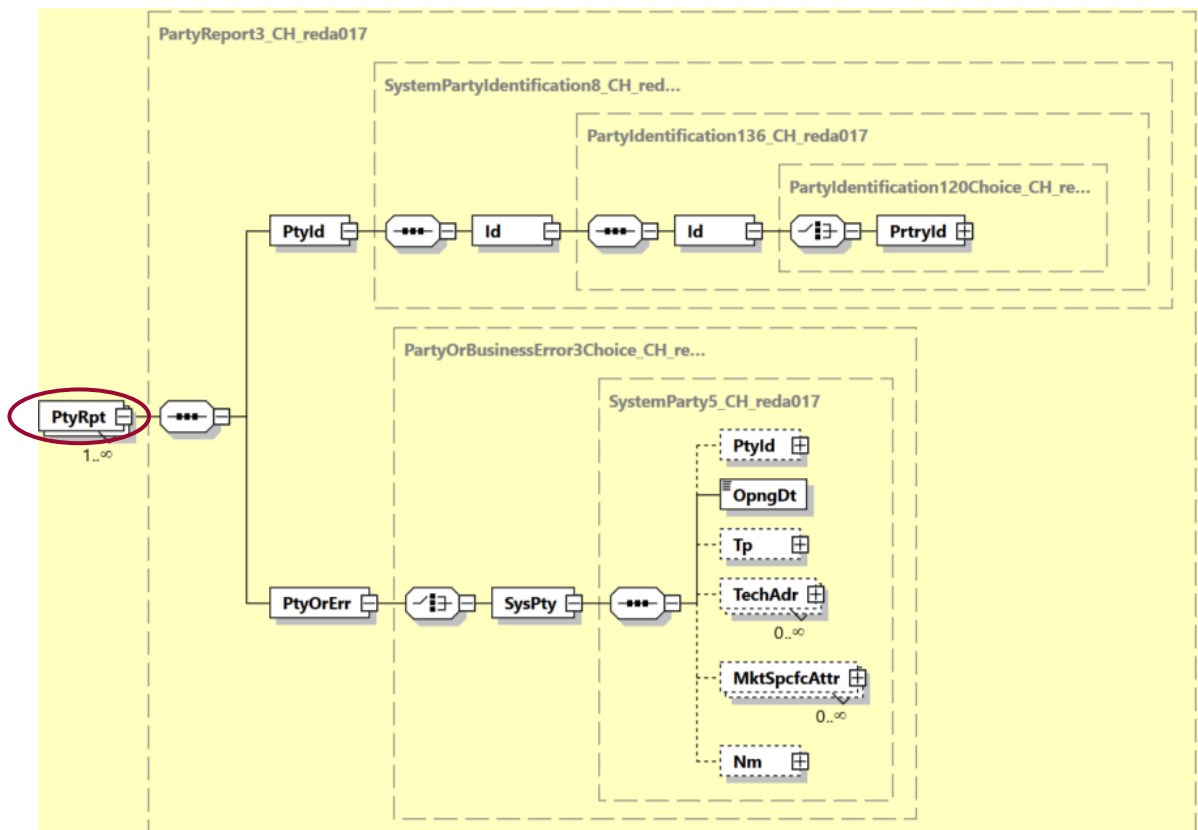 PartyReport3_CH_reda017
SystemPartyIdentification8_CH_red...
PartyIdentification136_CH_reda017
PartyIdentification120Choice_CH_re...
PtyId
Id
Id
PrtryId
PartyOrBusinessError3Choice_CH_re...
SystemParty5_CH_reda017
PtyRpt
1..∞
PtyId
OpngDt
Tp
PtyOrErr
SysPty
TechAdr
0..∞
MktSpcfcAttr
0..∞
Nm